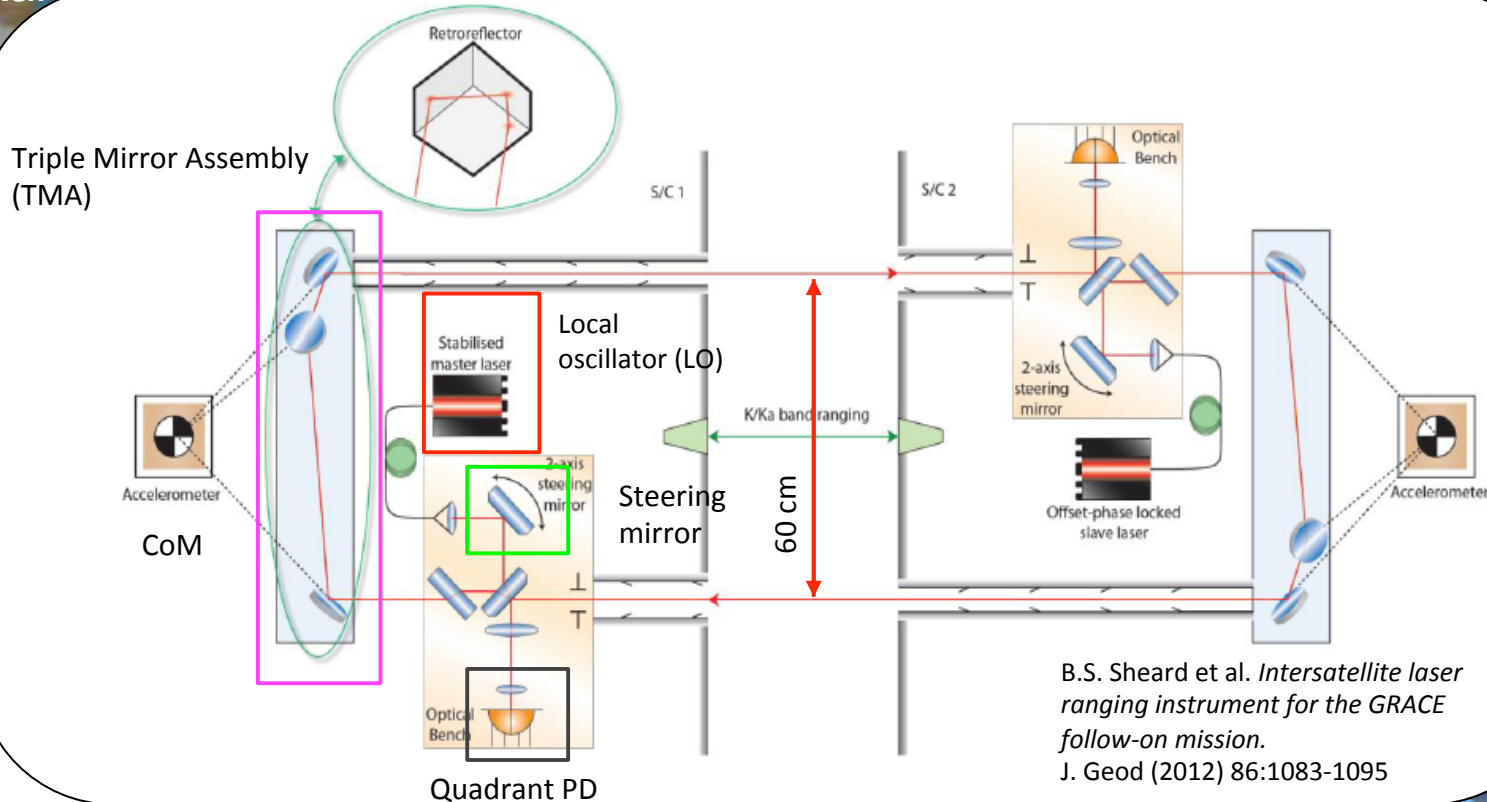 Retroreflector
Triple Mirror Assembly
(TMA)
S/C 1
S/C 2
Optical
Bench
Local
oscillator (LO)
Stabilised
master laser
2-axis
steering
mirror
K/Ka band ranging
Accelerometer
CoM
2-axis
steering
mirror
Steering
mirror
60 cm
Offset-phase locked
slave laser
Accelerometer
Optical
Bench
Quadrant PD
B.S. Sheard et al. Intersatellite laser
ranging instrument for the GRACE
follow-on mission.
J. Geod (2012) 86:1083-1095